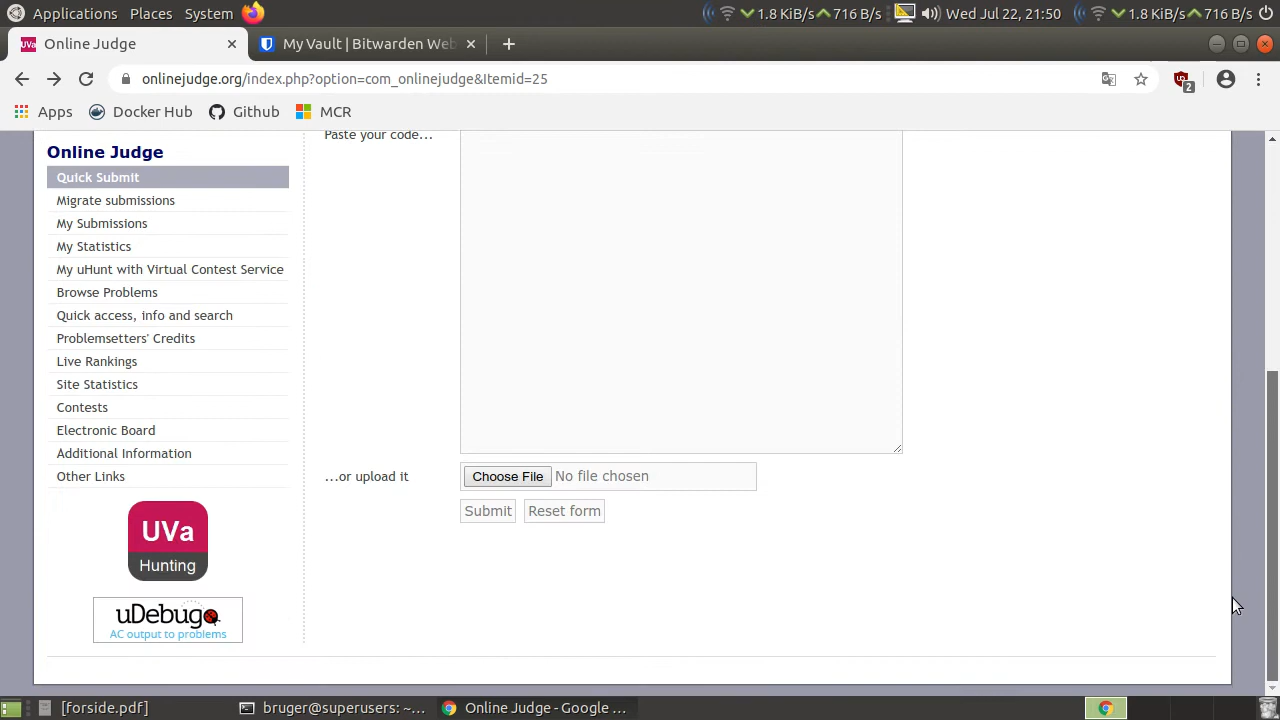 Applications Places System 1.8 KiB/s 716 B/s Wed Jul 22, 21:50 1.8 KiB/s 716 B/s
UVa Online Judge My Vault | Bitwarden Web
onlinejudge.org/index.php?option=com_onlinejudge&Itemid=25 2
Apps Docker Hub Github MCR
Online Judge
Quick Submit
Migrate submissions
My Submissions
My Statistics
My uHunt with Virtual Contest Service
Browse Problems
Quick access, info and search
Problemsetters' Credits
Live Rankings
Site Statistics
Contests
Electronic Board
Additional Information
Other Links
UVa
Hunting
uDebug
AC output to problems
Paste your code...
...or upload it Choose File No file chosen
Submit Reset form
[forside.pdf] bruger@superusers: ~... Online Judge - Google ...